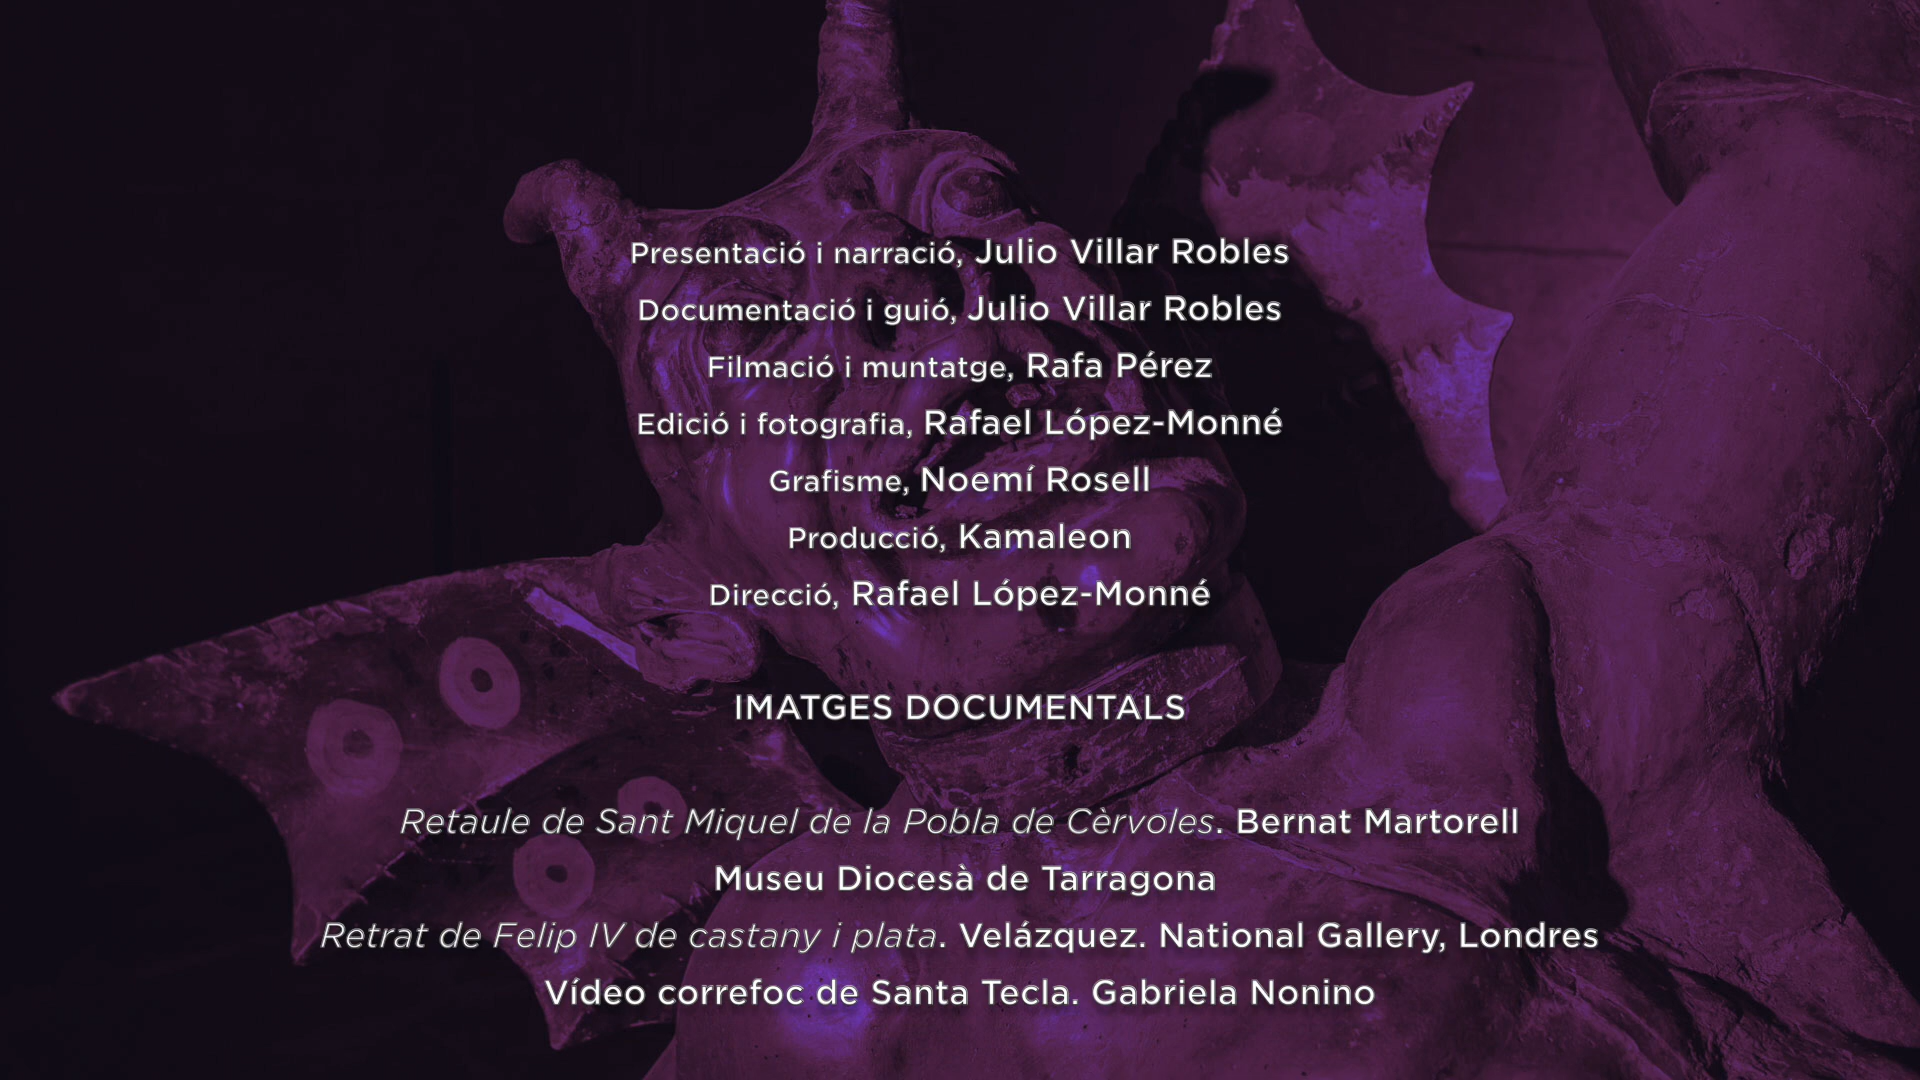 Presentació i narració, Julio Villar Robles
Documentació i guió, Julio Villar Robles
Filmació i muntatge, Rafa Pérez
Edició i fotografia, Rafael López-Monné
Grafisme, Noemí Rosell
Producció, Kamaleon
Direcció, Rafael López-Monné
IMATGES DOCUMENTALS
Retaule de Sant Miquel de la Pobla de Cèrvoles. Bernat Martorell
Museu Diocesà de Tarragona
Retrat de Felip IV de castany i plata. Velázquez. National Gallery, Londres
Vídeo correfoc de Santa Tecla. Gabriela Nonino